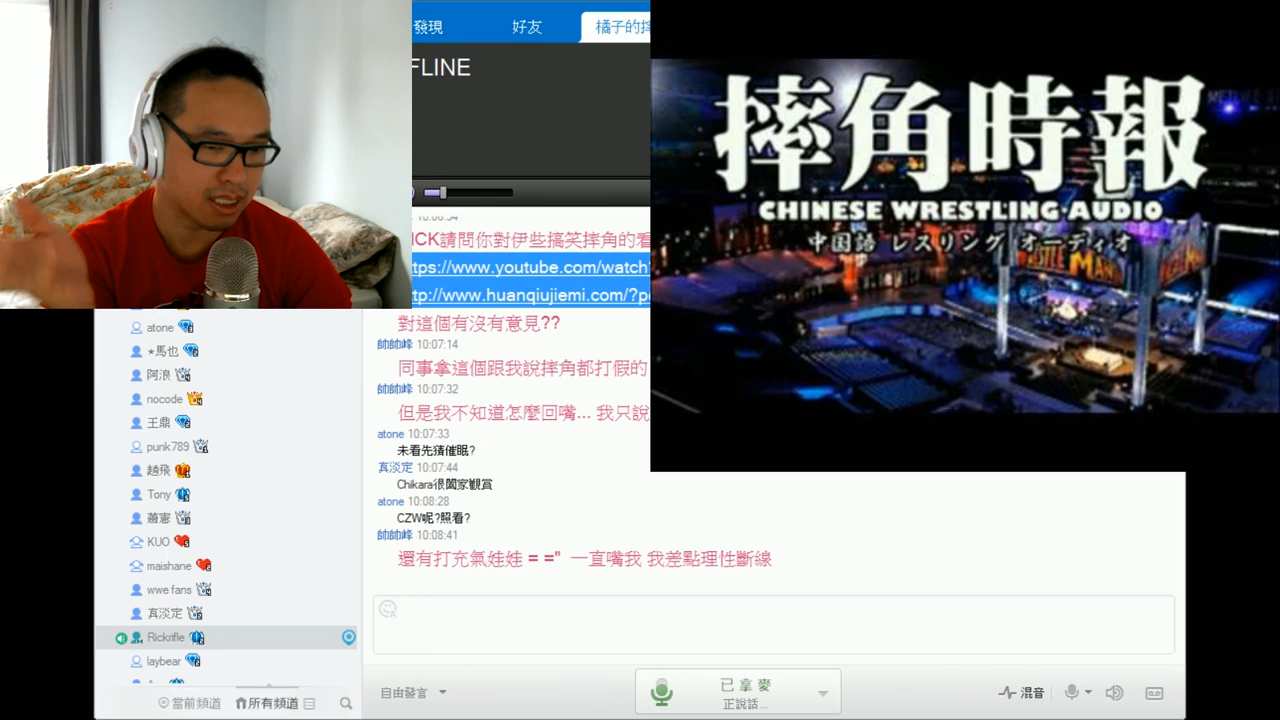 發現
好友
橘子的摔
FLINE
摔角時報
CHINESE WRESTLING AUDIO
中国語 レスリング オーディオ
ICK請問你對伊些搞笑摔角的看
ttps://www.youtube.com/watch?
ttp://www.huanqiujiemi.com/?p
對這個有沒有意見??
帥帥峰 10:07:14
同事拿這個跟我說摔角都打假的
帥帥峰 10:07:32
但是我不知道怎麼回嘴... 我只說
atone 10:07:33
未看先猜催眠?
真淡定 10:07:44
Chikara很闔家觀賞
atone 10:08:28
CZW呢?照看?
帥帥峰 10:08:41
還有打充氣娃娃 = =" 一直嘴我 我差點理性斷線
atone
★馬也
阿浪
nocode
王鼎
punk789
趙飛
Tony
蕭憲
KUO
maishane
wwe fans
真淡定
Rickrifle
laybear
當前頻道
所有頻道
自由發言
已拿麥
正說話...
混音